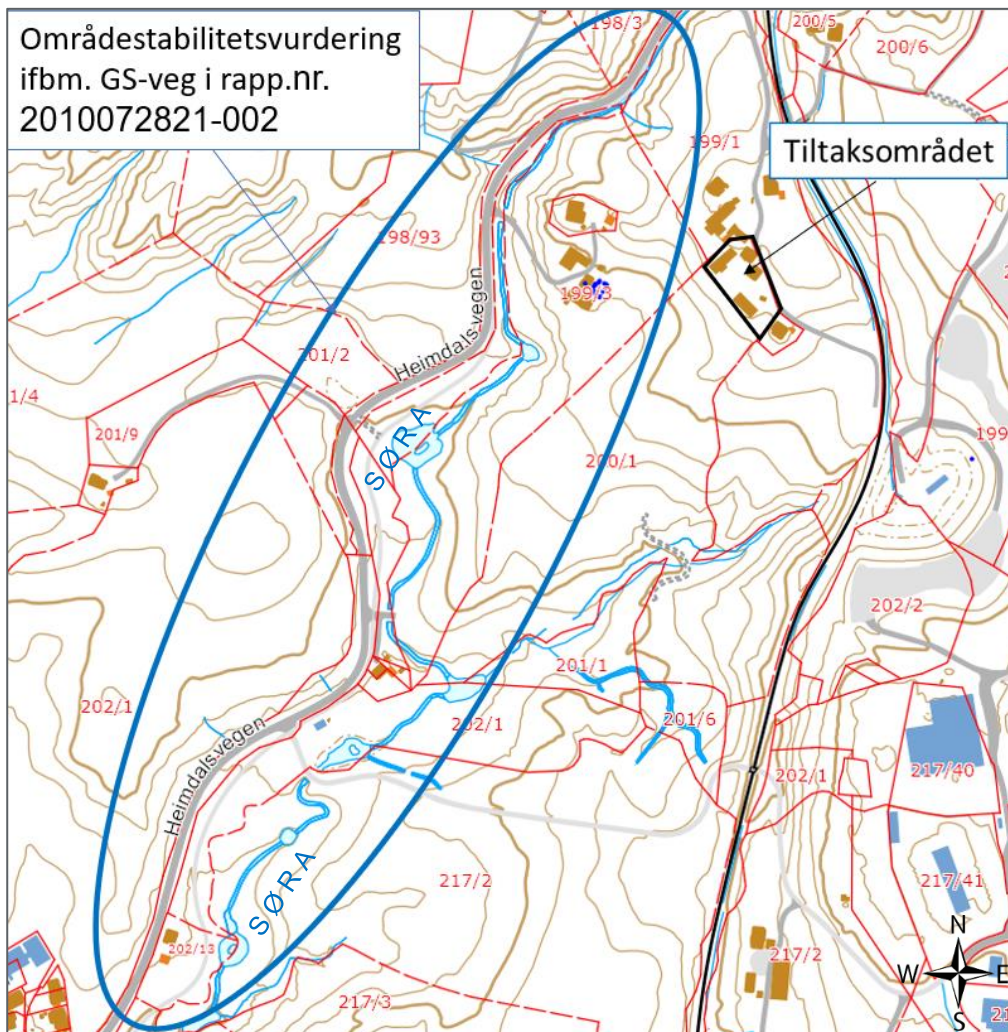 Områdestabilitetsvurdering
ifbm. GS-veg i rapp.nr.
2010072821-002
198/3
200/5
200/6
199/1
Tiltaksområdet
198/93
199/3
Heimdalsvegen
201/2
1/4
201/9
SØRA
200/1
199
202/2
201/1
202/1
202/1
201/6
Heimdalsvegen
202/1
217/40
SØRA
217/2
217/41
202/13
217/2
217/3
N
W
E
S